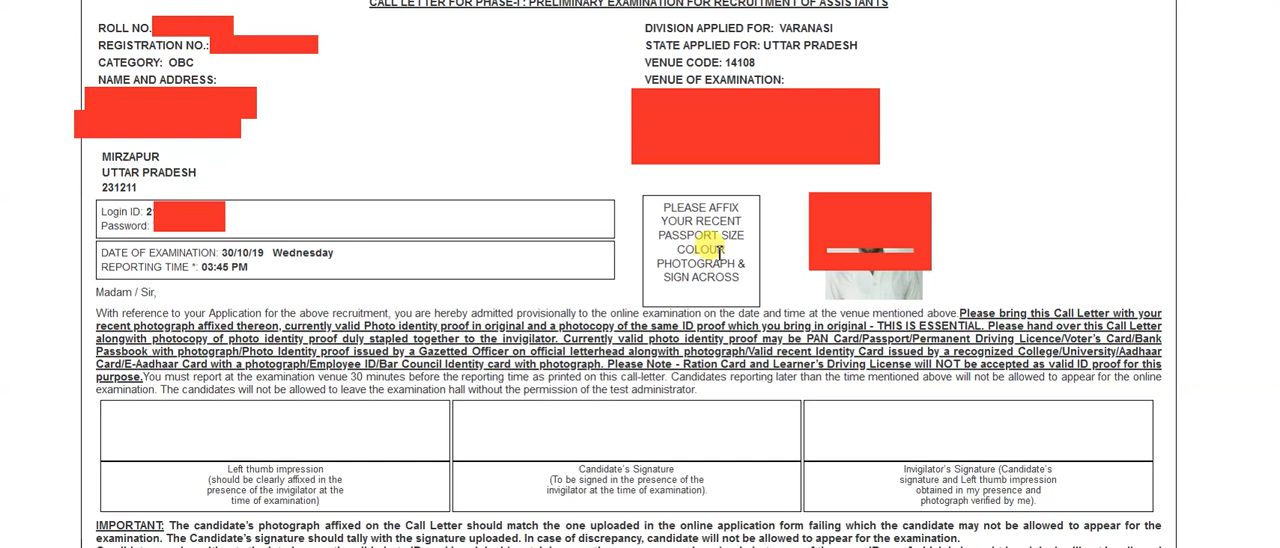 CALL LETTER FOR PHASE-I : PRELIMINARY EXAMINATION FOR RECRUITMENT OF ASSISTANTS
ROLL NO.
REGISTRATION NO.:
CATEGORY: OBC
NAME AND ADDRESS:
MIRZAPUR
UTTAR PRADESH
231211
DIVISION APPLIED FOR: VARANASI
STATE APPLIED FOR: UTTAR PRADESH
VENUE CODE: 14108
VENUE OF EXAMINATION:
Login ID: 2
Password:
DATE OF EXAMINATION: 30/10/19 Wednesday
REPORTING TIME *: 03:45 PM
PLEASE AFFIX
YOUR RECENT
PASSPORT SIZE
COLOUR
PHOTOGRAPH &
SIGN ACROSS
Madam / Sir,
With reference to your Application for the above recruitment, you are hereby admitted provisionally to the online examination on the date and time at the venue mentioned above.Please bring this Call Letter with your
recent photograph affixed thereon, currently valid Photo identity proof in original and a photocopy of the same ID proof which you bring in original - THIS IS ESSENTIAL. Please hand over this Call Letter
alongwith photocopy of photo identity proof duly stapled together to the invigilator. Currently valid photo identity proof may be PAN Card/Passport/Permanent Driving Licence/Voter's Card/Bank
Passbook with photograph/Photo Identity proof issued by a Gazetted Officer on official letterhead alongwith photograph/Valid recent Identity Card issued by a recognized College/University/Aadhaar
Card/E-Aadhaar Card with a photograph/Employee ID/Bar Council Identity card with photograph. Please Note - Ration Card and Learner's Driving License will NOT be accepted as valid ID proof for this
purpose.You must report at the examination venue 30 minutes before the reporting time as printed on this call-letter. Candidates reporting later than the time mentioned above will not be allowed to appear for the online
examination. The candidates will not be allowed to leave the examination hall without the permission of the test administrator.
Left thumb impression
(should be clearly affixed in the
presence of the invigilator at the
time of examination)
Candidate's Signature
(To be signed in the presence of the
invigilator at the time of examination).
Invigilator's Signature (Candidate's
signature and Left thumb impression
obtained in my presence and
photograph verified by me).
IMPORTANT: The candidate's photograph affixed on the Call Letter should match the one uploaded in the online application form failing which the candidate may not be allowed to appear for the
examination. The Candidate's signature should tally with the signature uploaded. In case of discrepancy, candidate will not be allowed to appear for the examination.